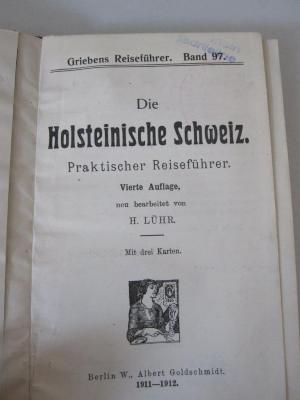 Griebens Reiseführer. Band 97.
Die
Holsteinische Schweiz.
Praktischer Reiseführer.
Vierte Auflage,
neu bearbeitet von
H. LÜHR.
Mit drei Karten.
Berlin W., Albert Goldschmidt.
1911—1912.